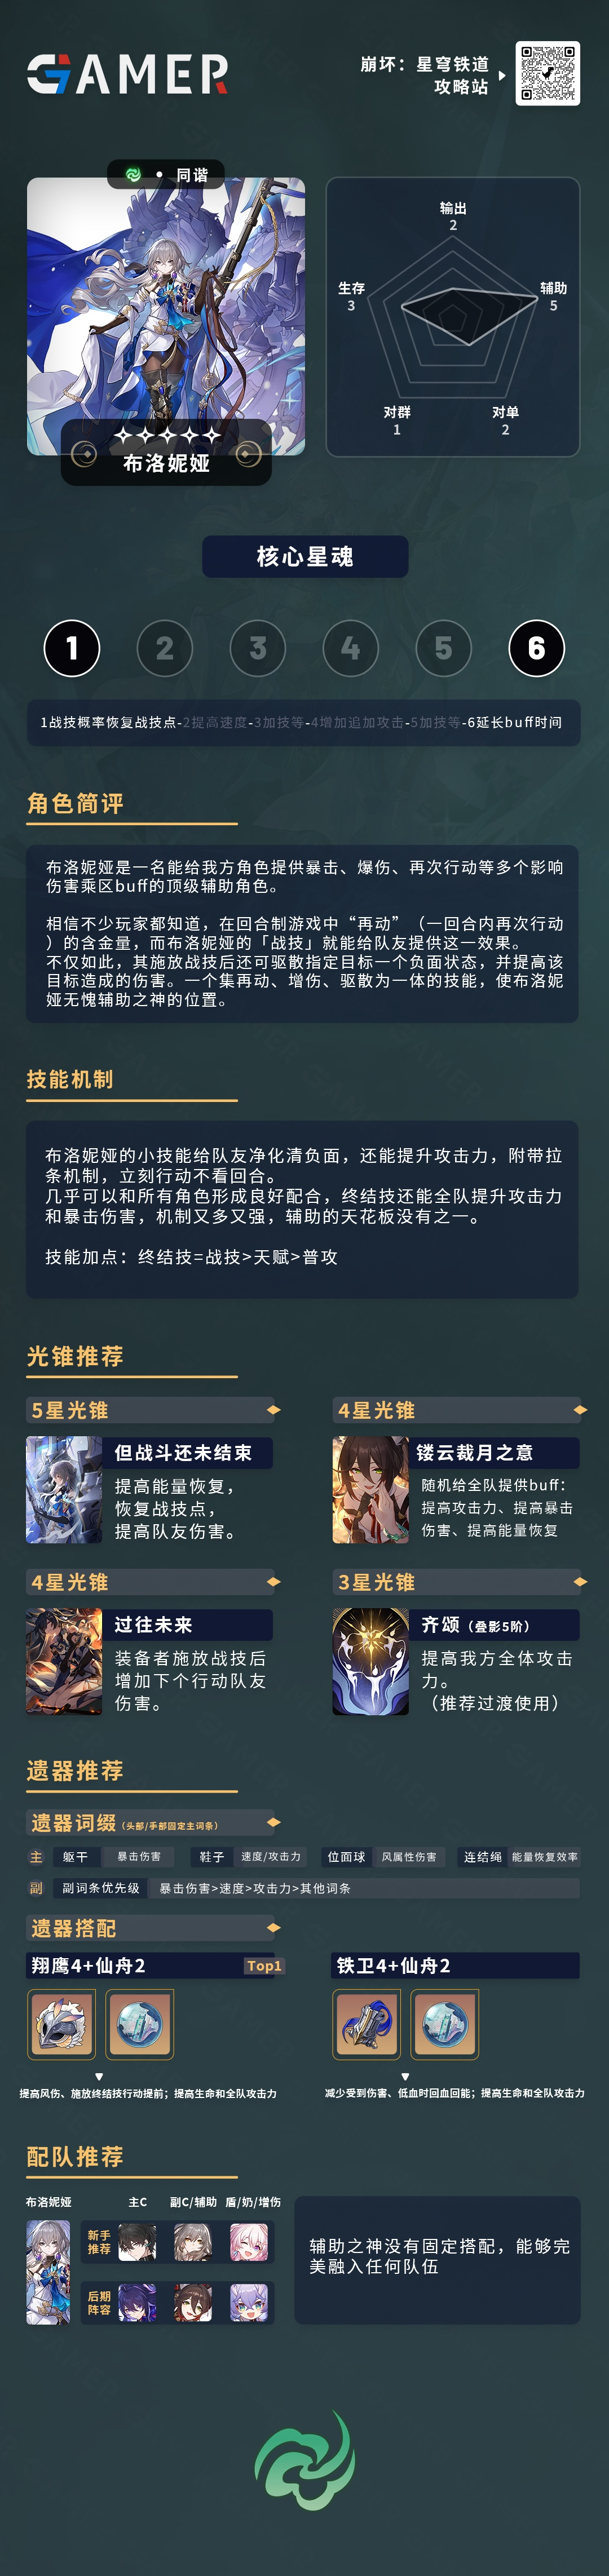 GAMER
崩坏：星穹铁道
攻略站
• 同谐
布洛妮娅
输出
2
生存
3
辅助
5
对群
1
对单
2
核心星魂
1 2 3 4 5 6
1战技概率恢复战技点-2提高速度-3加技等-4增加追加攻击-5加技等-6延长buff时间
角色简评
布洛妮娅是一名能给我方角色提供暴击、爆伤、再次行动等多个影响
伤害乘区buff的顶级辅助角色。
相信不少玩家都知道，在回合制游戏中“再动”（一回合内再次行动
）的含金量，而布洛妮娅的「战技」就能给队友提供这一效果。
不仅如此，其施放战技后还可驱散指定目标一个负面状态，并提高该
目标造成的伤害。一个集再动、增伤、驱散为一体的技能，使布洛妮
娅无愧辅助之神的位置。
技能机制
布洛妮娅的小技能给队友净化清负面，还能提升攻击力，附带拉
条机制，立刻行动不看回合。
几乎可以和所有角色形成良好配合，终结技还能全队提升攻击力
和暴击伤害，机制又多又强，辅助的天花板没有之一。
技能加点：终结技=战技>天赋>普攻
光锥推荐
5星光锥
但战斗还未结束
提高能量恢复，
恢复战技点，
提高队友伤害。
4星光锥
镂云裁月之意
随机给全队提供buff：
提高攻击力、提高暴击
伤害、提高能量恢复
4星光锥
过往未来
装备者施放战技后
增加下个行动队友
伤害。
3星光锥
齐颂（叠影5阶）
提高我方全体攻击
力。
（推荐过渡使用）
遗器推荐
遗器词缀（头部/手部固定主词条）
主 躯干 暴击伤害 鞋子 速度/攻击力 位面球 风属性伤害 连结绳 能量恢复效率
副 副词条优先级 暴击伤害>速度>攻击力>其他词条
遗器搭配
翔鹰4+仙舟2 Top1
提高风伤、施放终结技行动提前；提高生命和全队攻击力
铁卫4+仙舟2
减少受到伤害、低血时回血回能；提高生命和全队攻击力
配队推荐
布洛妮娅 主C 副C/辅助 盾/奶/增伤
新手
推荐
后期
阵容
辅助之神没有固定搭配，能够完
美融入任何队伍